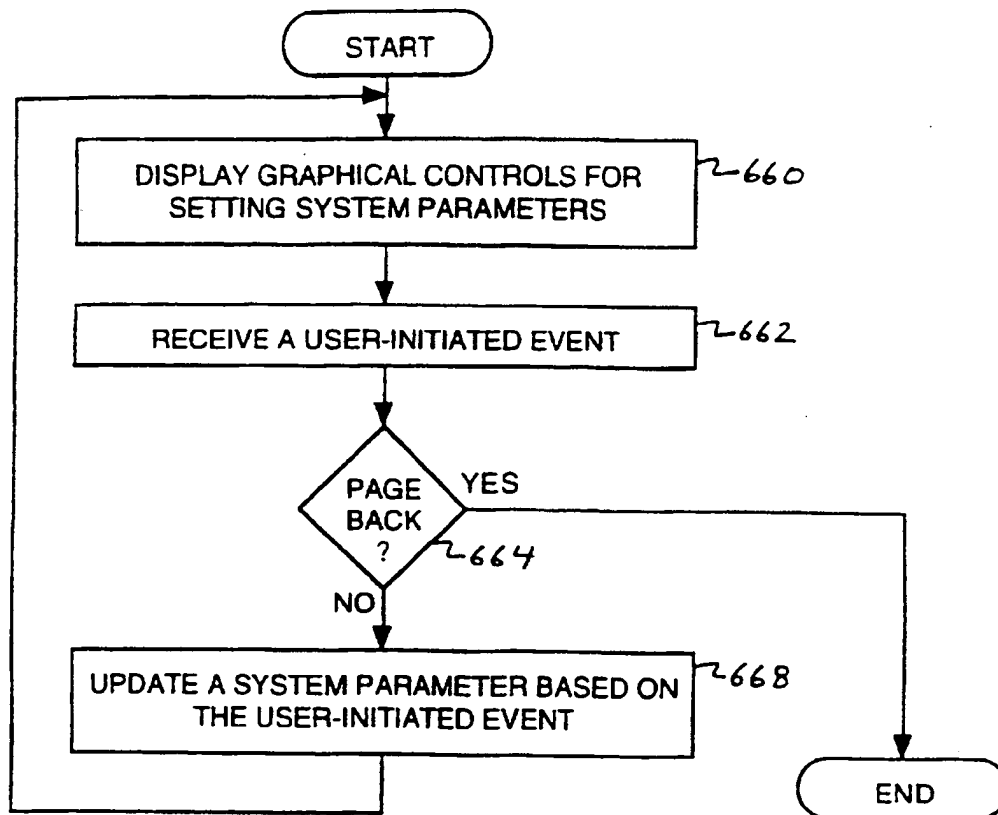 START
DISPLAY GRAPHICAL CONTROLS FOR
SETTING SYSTEM PARAMETERS
660
RECEIVE A USER-INITIATED EVENT
662
PAGE
BACK
?
YES
664
NO
UPDATE A SYSTEM PARAMETER BASED ON
THE USER-INITIATED EVENT
668
END